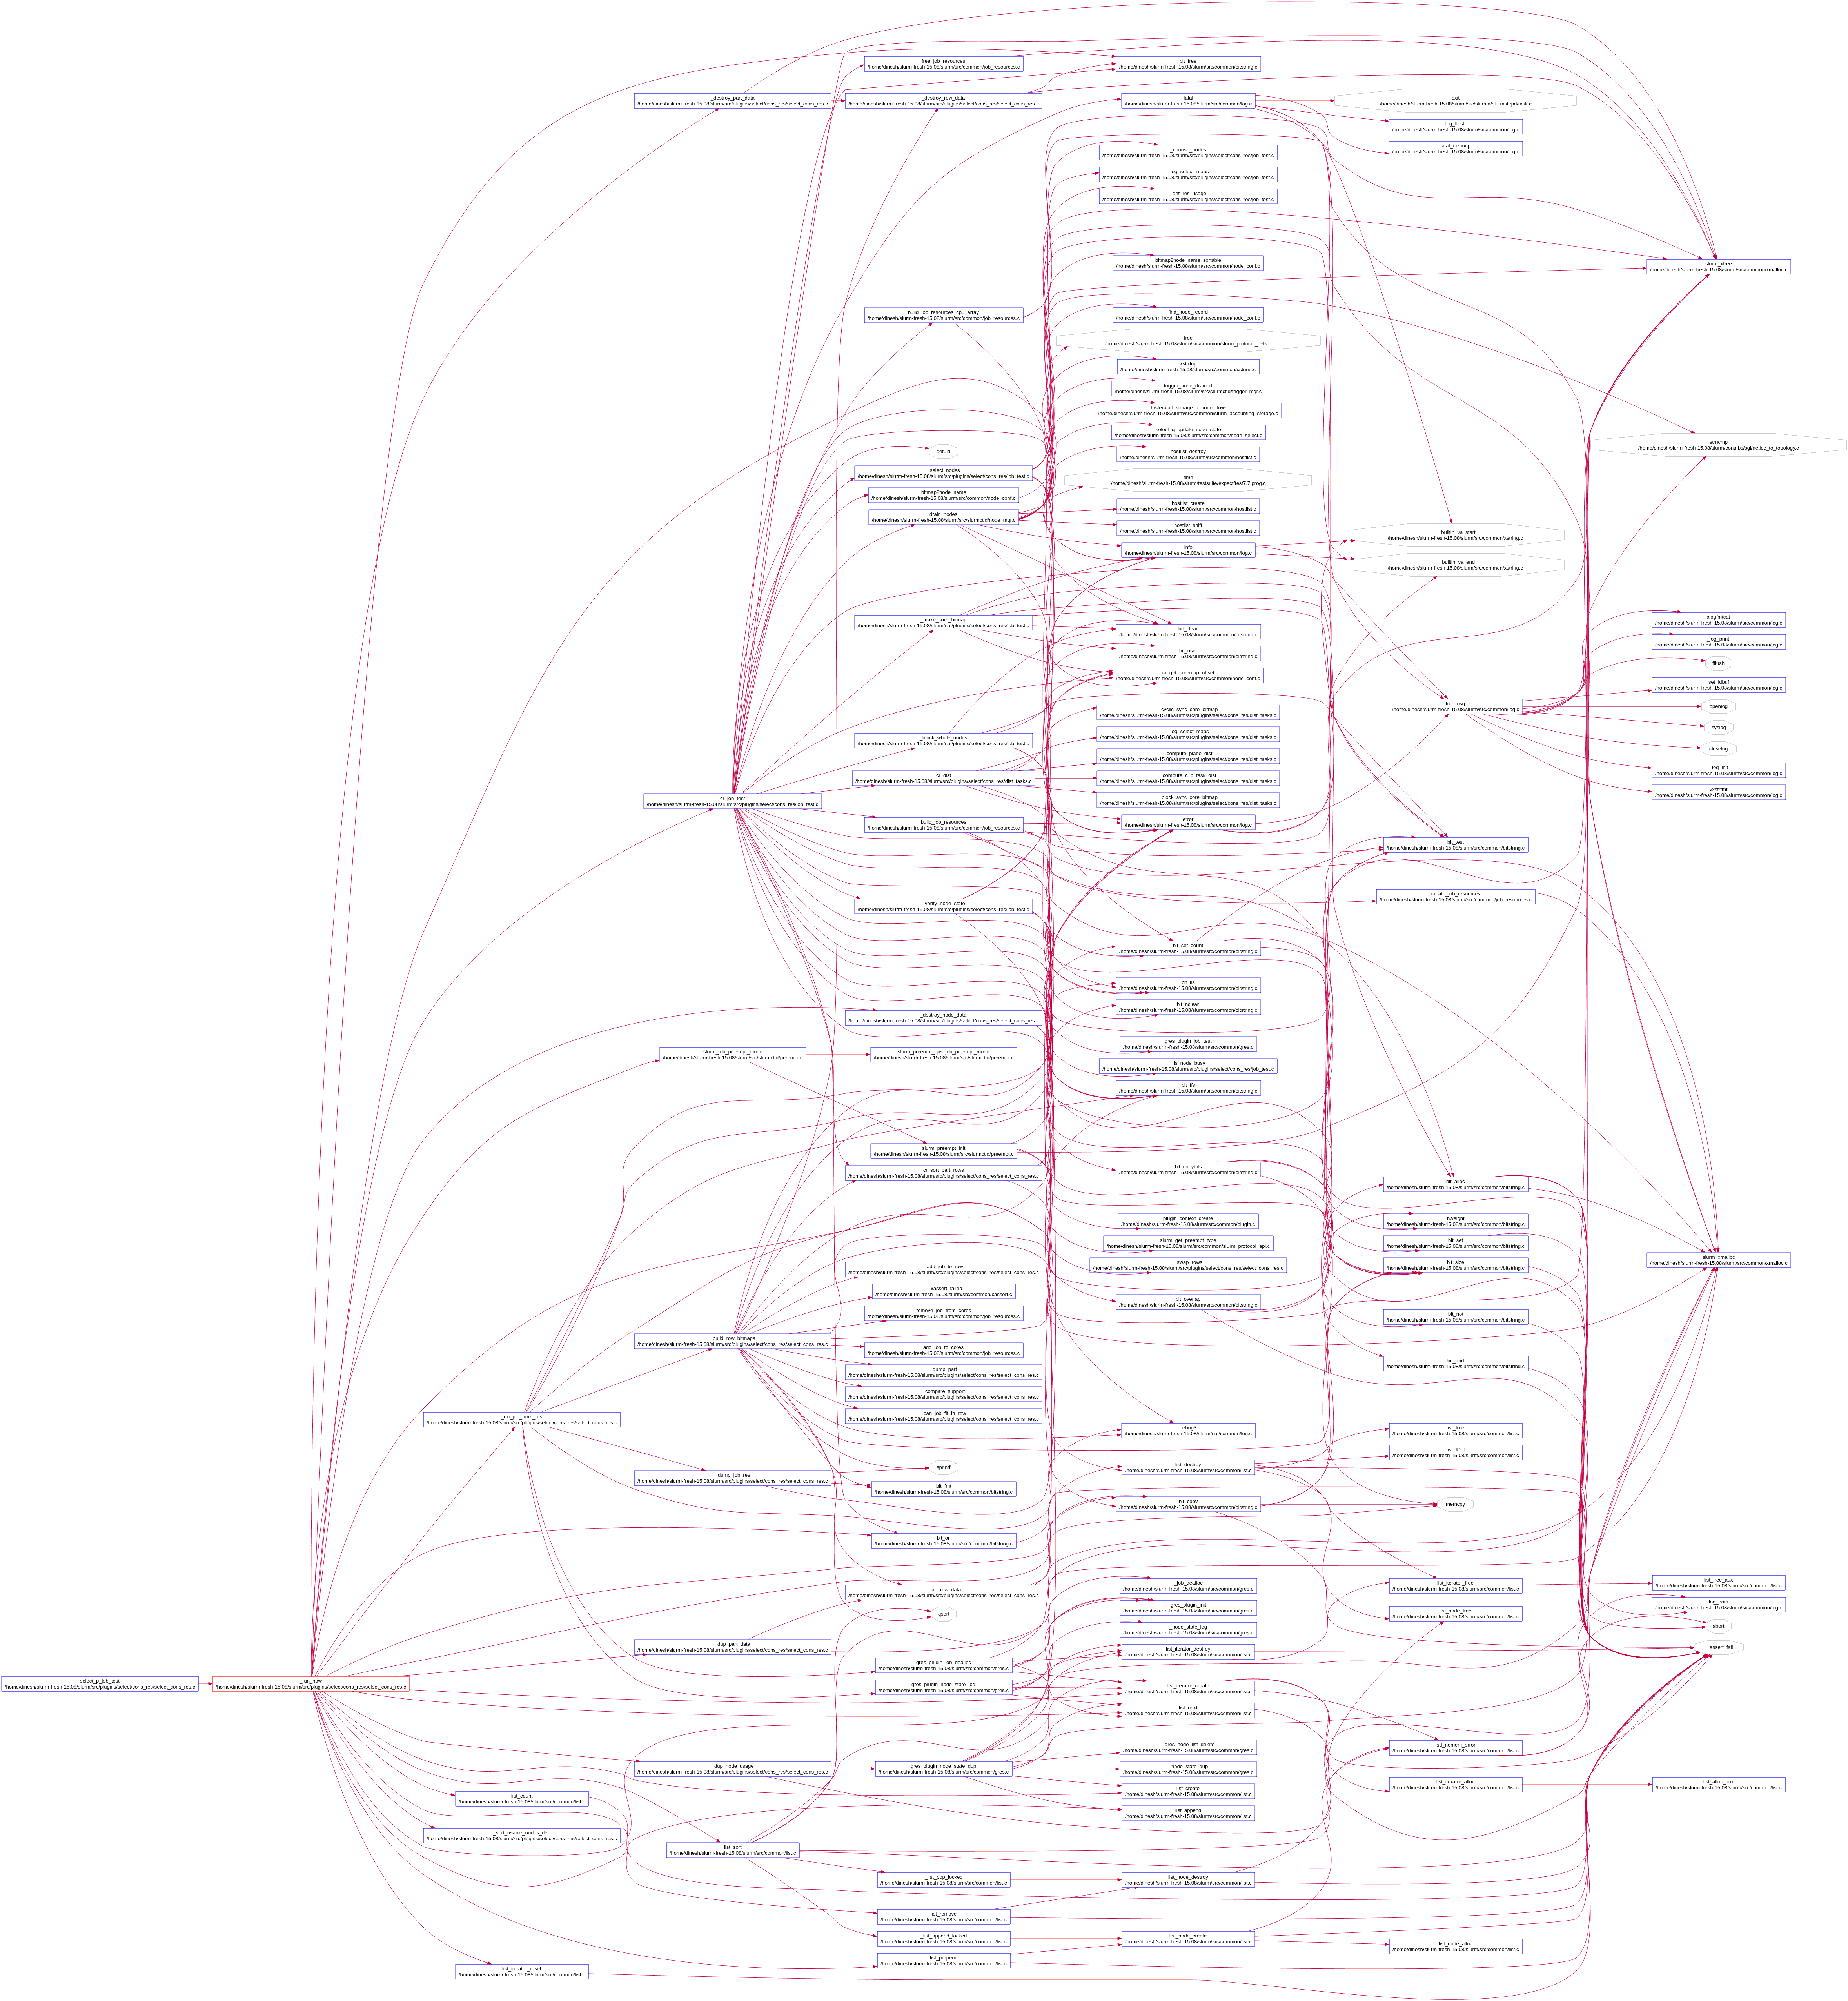 select_p_job_test
/home/dinesh/slurm-fresh-15.08/slurm/src/plugins/select/cons_res/select_cons_res.c
_run_now
/home/dinesh/slurm-fresh-15.08/slurm/src/plugins/select/cons_res/select_cons_res.c
_rm_job_from_res
/home/dinesh/slurm-fresh-15.08/slurm/src/plugins/select/cons_res/select_cons_res.c
list_count
/home/dinesh/slurm-fresh-15.08/slurm/src/common/list.c
_sort_usable_nodes_dec
/home/dinesh/slurm-fresh-15.08/slurm/src/plugins/select/cons_res/select_cons_res.c
list_iterator_reset
/home/dinesh/slurm-fresh-15.08/slurm/src/common/list.c
_destroy_part_data
/home/dinesh/slurm-fresh-15.08/slurm/src/plugins/select/cons_res/select_cons_res.c
cr_job_test
/home/dinesh/slurm-fresh-15.08/slurm/src/plugins/select/cons_res/job_test.c
slurm_job_preempt_mode
/home/dinesh/slurm-fresh-15.08/slurm/src/slurmctld/preempt.c
_build_row_bitmaps
/home/dinesh/slurm-fresh-15.08/slurm/src/plugins/select/cons_res/select_cons_res.c
_dump_job_res
/home/dinesh/slurm-fresh-15.08/slurm/src/plugins/select/cons_res/select_cons_res.c
_dup_part_data
/home/dinesh/slurm-fresh-15.08/slurm/src/plugins/select/cons_res/select_cons_res.c
_dup_node_usage
/home/dinesh/slurm-fresh-15.08/slurm/src/plugins/select/cons_res/select_cons_res.c
list_sort
/home/dinesh/slurm-fresh-15.08/slurm/src/common/list.c
free_job_resources
/home/dinesh/slurm-fresh-15.08/slurm/src/common/job_resources.c
_destroy_row_data
/home/dinesh/slurm-fresh-15.08/slurm/src/plugins/select/cons_res/select_cons_res.c
build_job_resources_cpu_array
/home/dinesh/slurm-fresh-15.08/slurm/src/common/job_resources.c
getuid
_select_nodes
/home/dinesh/slurm-fresh-15.08/slurm/src/plugins/select/cons_res/job_test.c
bitmap2node_name
/home/dinesh/slurm-fresh-15.08/slurm/src/common/node_conf.c
drain_nodes
/home/dinesh/slurm-fresh-15.08/slurm/src/slurmctld/node_mgr.c
_make_core_bitmap
/home/dinesh/slurm-fresh-15.08/slurm/src/plugins/select/cons_res/job_test.c
_block_whole_nodes
/home/dinesh/slurm-fresh-15.08/slurm/src/plugins/select/cons_res/job_test.c
cr_dist
/home/dinesh/slurm-fresh-15.08/slurm/src/plugins/select/cons_res/dist_tasks.c
build_job_resources
/home/dinesh/slurm-fresh-15.08/slurm/src/common/job_resources.c
_verify_node_state
/home/dinesh/slurm-fresh-15.08/slurm/src/plugins/select/cons_res/job_test.c
_destroy_node_data
/home/dinesh/slurm-fresh-15.08/slurm/src/plugins/select/cons_res/select_cons_res.c
slurm_preempt_ops::job_preempt_mode
/home/dinesh/slurm-fresh-15.08/slurm/src/slurmctld/preempt.c
slurm_preempt_init
/home/dinesh/slurm-fresh-15.08/slurm/src/slurmctld/preempt.c
cr_sort_part_rows
/home/dinesh/slurm-fresh-15.08/slurm/src/plugins/select/cons_res/select_cons_res.c
_add_job_to_row
/home/dinesh/slurm-fresh-15.08/slurm/src/plugins/select/cons_res/select_cons_res.c
__xassert_failed
/home/dinesh/slurm-fresh-15.08/slurm/src/common/xassert.c
remove_job_from_cores
/home/dinesh/slurm-fresh-15.08/slurm/src/common/job_resources.c
add_job_to_cores
/home/dinesh/slurm-fresh-15.08/slurm/src/common/job_resources.c
_dump_part
/home/dinesh/slurm-fresh-15.08/slurm/src/plugins/select/cons_res/select_cons_res.c
_compare_support
/home/dinesh/slurm-fresh-15.08/slurm/src/plugins/select/cons_res/select_cons_res.c
_can_job_fit_in_row
/home/dinesh/slurm-fresh-15.08/slurm/src/plugins/select/cons_res/select_cons_res.c
sprintf
bit_fmt
/home/dinesh/slurm-fresh-15.08/slurm/src/common/bitstring.c
bit_or
/home/dinesh/slurm-fresh-15.08/slurm/src/common/bitstring.c
_dup_row_data
/home/dinesh/slurm-fresh-15.08/slurm/src/plugins/select/cons_res/select_cons_res.c
qsort
gres_plugin_job_dealloc
/home/dinesh/slurm-fresh-15.08/slurm/src/common/gres.c
gres_plugin_node_state_log
/home/dinesh/slurm-fresh-15.08/slurm/src/common/gres.c
gres_plugin_node_state_dup
/home/dinesh/slurm-fresh-15.08/slurm/src/common/gres.c
_list_pop_locked
/home/dinesh/slurm-fresh-15.08/slurm/src/common/list.c
list_remove
/home/dinesh/slurm-fresh-15.08/slurm/src/common/list.c
_list_append_locked
/home/dinesh/slurm-fresh-15.08/slurm/src/common/list.c
list_prepend
/home/dinesh/slurm-fresh-15.08/slurm/src/common/list.c
bit_free
/home/dinesh/slurm-fresh-15.08/slurm/src/common/bitstring.c
fatal
/home/dinesh/slurm-fresh-15.08/slurm/src/common/log.c
_choose_nodes
/home/dinesh/slurm-fresh-15.08/slurm/src/plugins/select/cons_res/job_test.c
_log_select_maps
/home/dinesh/slurm-fresh-15.08/slurm/src/plugins/select/cons_res/job_test.c
_get_res_usage
/home/dinesh/slurm-fresh-15.08/slurm/src/plugins/select/cons_res/job_test.c
bitmap2node_name_sortable
/home/dinesh/slurm-fresh-15.08/slurm/src/common/node_conf.c
find_node_record
/home/dinesh/slurm-fresh-15.08/slurm/src/common/node_conf.c
free
/home/dinesh/slurm-fresh-15.08/slurm/src/common/slurm_protocol_defs.c
xstrdup
/home/dinesh/slurm-fresh-15.08/slurm/src/common/xstring.c
trigger_node_drained
/home/dinesh/slurm-fresh-15.08/slurm/src/slurmctld/trigger_mgr.c
clusteracct_storage_g_node_down
/home/dinesh/slurm-fresh-15.08/slurm/src/common/slurm_accounting_storage.c
select_g_update_node_state
/home/dinesh/slurm-fresh-15.08/slurm/src/common/node_select.c
hostlist_destroy
/home/dinesh/slurm-fresh-15.08/slurm/src/common/hostlist.c
time
/home/dinesh/slurm-fresh-15.08/slurm/testsuite/expect/test7.7.prog.c
hostlist_create
/home/dinesh/slurm-fresh-15.08/slurm/src/common/hostlist.c
hostlist_shift
/home/dinesh/slurm-fresh-15.08/slurm/src/common/hostlist.c
info
/home/dinesh/slurm-fresh-15.08/slurm/src/common/log.c
bit_clear
/home/dinesh/slurm-fresh-15.08/slurm/src/common/bitstring.c
bit_nset
/home/dinesh/slurm-fresh-15.08/slurm/src/common/bitstring.c
cr_get_coremap_offset
/home/dinesh/slurm-fresh-15.08/slurm/src/common/node_conf.c
_cyclic_sync_core_bitmap
/home/dinesh/slurm-fresh-15.08/slurm/src/plugins/select/cons_res/dist_tasks.c
_log_select_maps
/home/dinesh/slurm-fresh-15.08/slurm/src/plugins/select/cons_res/dist_tasks.c
_compute_plane_dist
/home/dinesh/slurm-fresh-15.08/slurm/src/plugins/select/cons_res/dist_tasks.c
_compute_c_b_task_dist
/home/dinesh/slurm-fresh-15.08/slurm/src/plugins/select/cons_res/dist_tasks.c
_block_sync_core_bitmap
/home/dinesh/slurm-fresh-15.08/slurm/src/plugins/select/cons_res/dist_tasks.c
error
/home/dinesh/slurm-fresh-15.08/slurm/src/common/log.c
bit_set_count
/home/dinesh/slurm-fresh-15.08/slurm/src/common/bitstring.c
bit_fls
/home/dinesh/slurm-fresh-15.08/slurm/src/common/bitstring.c
bit_nclear
/home/dinesh/slurm-fresh-15.08/slurm/src/common/bitstring.c
gres_plugin_job_test
/home/dinesh/slurm-fresh-15.08/slurm/src/common/gres.c
_is_node_busy
/home/dinesh/slurm-fresh-15.08/slurm/src/plugins/select/cons_res/job_test.c
bit_ffs
/home/dinesh/slurm-fresh-15.08/slurm/src/common/bitstring.c
bit_copybits
/home/dinesh/slurm-fresh-15.08/slurm/src/common/bitstring.c
plugin_context_create
/home/dinesh/slurm-fresh-15.08/slurm/src/common/plugin.c
slurm_get_preempt_type
/home/dinesh/slurm-fresh-15.08/slurm/src/common/slurm_protocol_api.c
_swap_rows
/home/dinesh/slurm-fresh-15.08/slurm/src/plugins/select/cons_res/select_cons_res.c
bit_overlap
/home/dinesh/slurm-fresh-15.08/slurm/src/common/bitstring.c
debug3
/home/dinesh/slurm-fresh-15.08/slurm/src/common/log.c
list_destroy
/home/dinesh/slurm-fresh-15.08/slurm/src/common/list.c
bit_copy
/home/dinesh/slurm-fresh-15.08/slurm/src/common/bitstring.c
_job_dealloc
/home/dinesh/slurm-fresh-15.08/slurm/src/common/gres.c
gres_plugin_init
/home/dinesh/slurm-fresh-15.08/slurm/src/common/gres.c
_node_state_log
/home/dinesh/slurm-fresh-15.08/slurm/src/common/gres.c
list_iterator_destroy
/home/dinesh/slurm-fresh-15.08/slurm/src/common/list.c
list_iterator_create
/home/dinesh/slurm-fresh-15.08/slurm/src/common/list.c
list_next
/home/dinesh/slurm-fresh-15.08/slurm/src/common/list.c
_gres_node_list_delete
/home/dinesh/slurm-fresh-15.08/slurm/src/common/gres.c
_node_state_dup
/home/dinesh/slurm-fresh-15.08/slurm/src/common/gres.c
list_create
/home/dinesh/slurm-fresh-15.08/slurm/src/common/list.c
list_append
/home/dinesh/slurm-fresh-15.08/slurm/src/common/list.c
list_node_destroy
/home/dinesh/slurm-fresh-15.08/slurm/src/common/list.c
list_node_create
/home/dinesh/slurm-fresh-15.08/slurm/src/common/list.c
exit
/home/dinesh/slurm-fresh-15.08/slurm/src/slurmd/slurmstepd/task.c
log_flush
/home/dinesh/slurm-fresh-15.08/slurm/src/common/log.c
fatal_cleanup
/home/dinesh/slurm-fresh-15.08/slurm/src/common/log.c
__builtin_va_start
/home/dinesh/slurm-fresh-15.08/slurm/src/common/xstring.c
__builtin_va_end
/home/dinesh/slurm-fresh-15.08/slurm/src/common/xstring.c
log_msg
/home/dinesh/slurm-fresh-15.08/slurm/src/common/log.c
bit_test
/home/dinesh/slurm-fresh-15.08/slurm/src/common/bitstring.c
create_job_resources
/home/dinesh/slurm-fresh-15.08/slurm/src/common/job_resources.c
bit_alloc
/home/dinesh/slurm-fresh-15.08/slurm/src/common/bitstring.c
hweight
/home/dinesh/slurm-fresh-15.08/slurm/src/common/bitstring.c
bit_set
/home/dinesh/slurm-fresh-15.08/slurm/src/common/bitstring.c
bit_size
/home/dinesh/slurm-fresh-15.08/slurm/src/common/bitstring.c
bit_not
/home/dinesh/slurm-fresh-15.08/slurm/src/common/bitstring.c
bit_and
/home/dinesh/slurm-fresh-15.08/slurm/src/common/bitstring.c
list_free
/home/dinesh/slurm-fresh-15.08/slurm/src/common/list.c
list::fDel
/home/dinesh/slurm-fresh-15.08/slurm/src/common/list.c
memcpy
list_iterator_free
/home/dinesh/slurm-fresh-15.08/slurm/src/common/list.c
list_node_free
/home/dinesh/slurm-fresh-15.08/slurm/src/common/list.c
lsd_nomem_error
/home/dinesh/slurm-fresh-15.08/slurm/src/common/list.c
list_iterator_alloc
/home/dinesh/slurm-fresh-15.08/slurm/src/common/list.c
list_node_alloc
/home/dinesh/slurm-fresh-15.08/slurm/src/common/list.c
slurm_xfree
/home/dinesh/slurm-fresh-15.08/slurm/src/common/xmalloc.c
strncmp
/home/dinesh/slurm-fresh-15.08/slurm/contribs/sgi/netloc_to_topology.c
xlogfmtcat
/home/dinesh/slurm-fresh-15.08/slurm/src/common/log.c
_log_printf
/home/dinesh/slurm-fresh-15.08/slurm/src/common/log.c
fflush
set_idbuf
/home/dinesh/slurm-fresh-15.08/slurm/src/common/log.c
openlog
syslog
closelog
_log_init
/home/dinesh/slurm-fresh-15.08/slurm/src/common/log.c
vxstrfmt
/home/dinesh/slurm-fresh-15.08/slurm/src/common/log.c
slurm_xmalloc
/home/dinesh/slurm-fresh-15.08/slurm/src/common/xmalloc.c
list_free_aux
/home/dinesh/slurm-fresh-15.08/slurm/src/common/list.c
log_oom
/home/dinesh/slurm-fresh-15.08/slurm/src/common/log.c
abort
__assert_fail
list_alloc_aux
/home/dinesh/slurm-fresh-15.08/slurm/src/common/list.c